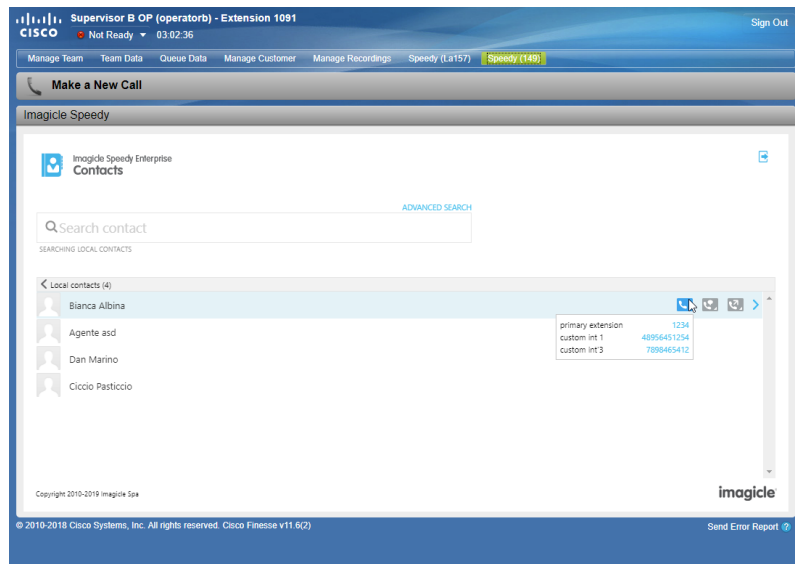 Supervisor B OP (operatorb) - Extension 1091
Sign Out
CISCO
Not Ready 03:02:36
Manage Team Team Data Queue Data Manage Customer Manage Recordings Speedy (La157) Speedy (149)
Make a New Call
Imagicle Speedy
Imagicle Speedy Enterprise
Contacts
ADVANCED SEARCH
Search contact
SEARCHING LOCAL CONTACTS
Local contacts (4)
Bianca Albina
Agente asd
primary extension 1234
custom int 1 48956451254
custom int'3 7898465412
Dan Marino
Ciccio Pasticcio
Copyright 2010-2019 Imagicle Spa
imagicle
© 2010-2018 Cisco Systems, Inc. All rights reserved. Cisco Finesse v11.6(2)
Send Error Report ?